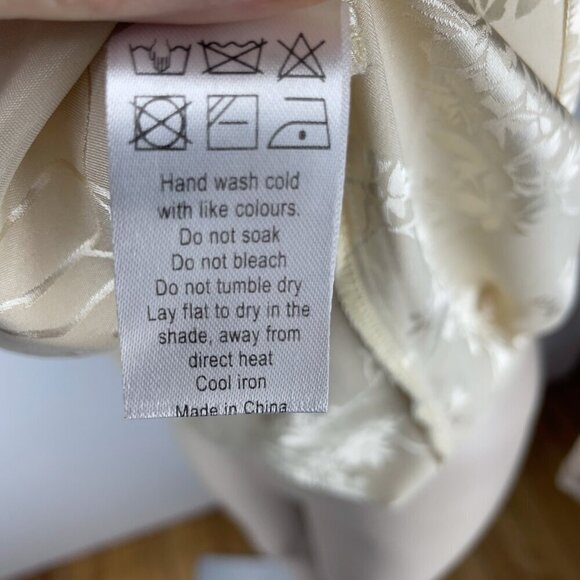 Hand wash cold
with like colours.
Do not soak
Do not bleach
Do not tumble dry
Lay flat to dry in the
shade, away from
direct heat
Cool iron
Made in China